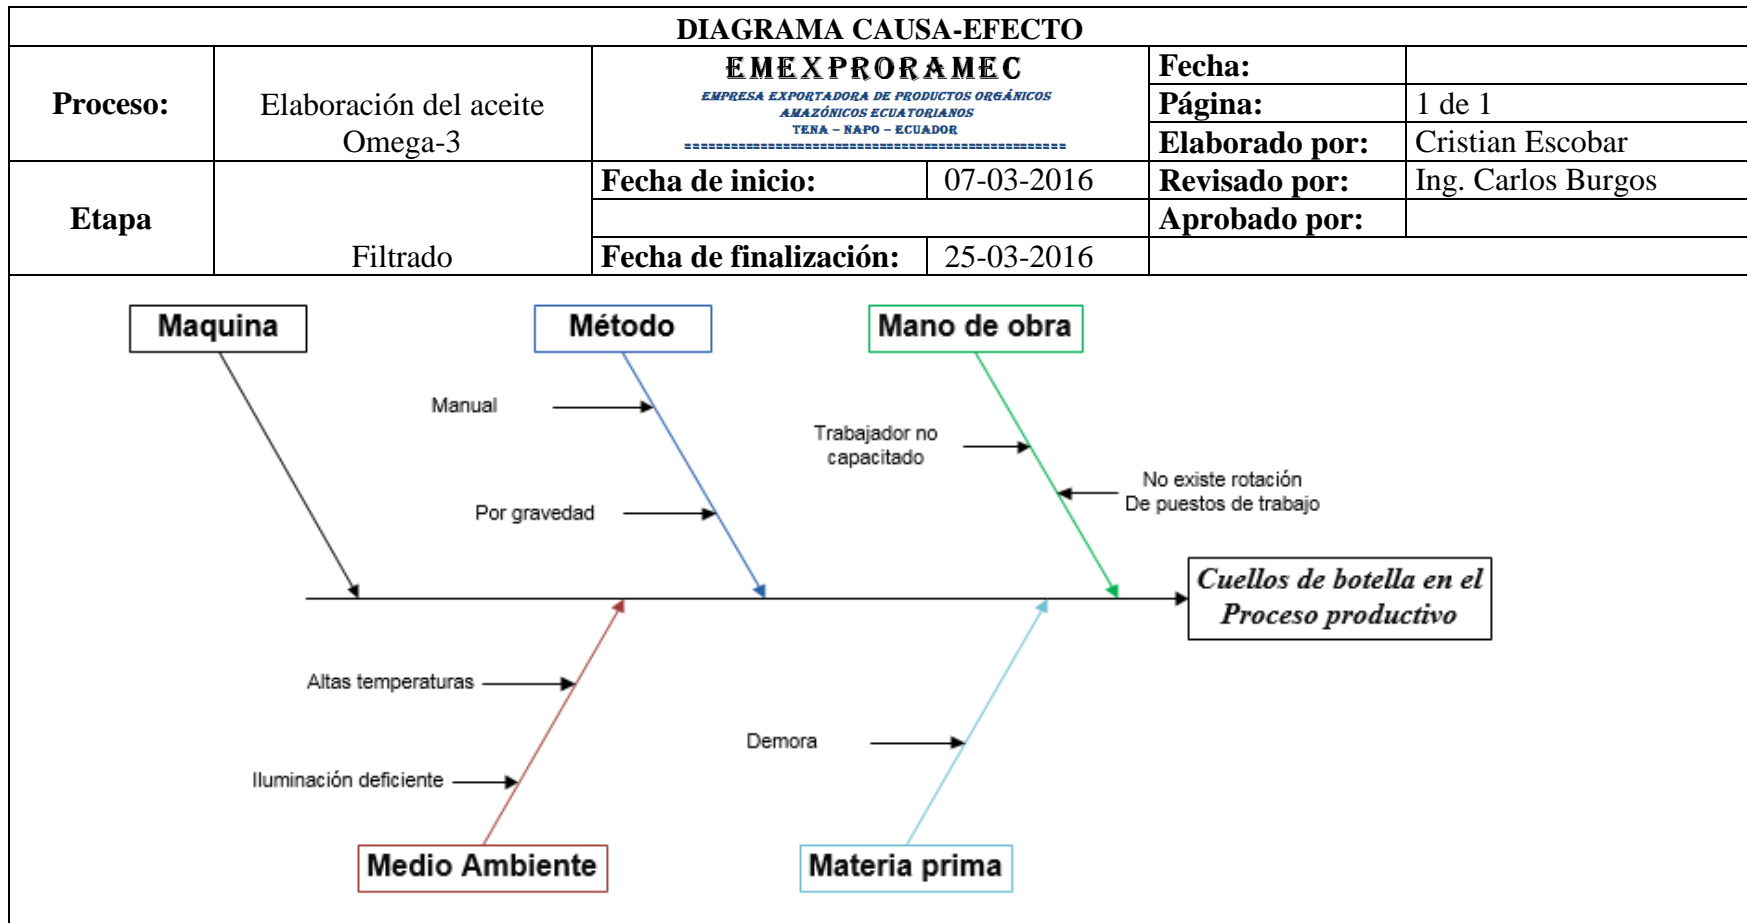 DIAGRAMA CAUSA-EFECTO
Proceso:
Elaboración del aceite
Omega-3
EMEXPRORAMEC
EMPRESA EXPORTADORA DE PRODUCTOS ORGÁNICOS
AMAZÓNICOS ECUATORIANOS
TENA – NAPO – ECUADOR
Fecha:
Página: 1 de 1
Elaborado por: Cristian Escobar
Etapa
Filtrado
Fecha de inicio: 07-03-2016
Revisado por: Ing. Carlos Burgos
Aprobado por:
Fecha de finalización: 25-03-2016
Maquina
Método
Mano de obra
Manual
Trabajador no
capacitado
No existe rotación
De puestos de trabajo
Por gravedad
Cuellos de botella en el
Proceso productivo
Altas temperaturas
Demora
Iluminación deficiente
Medio Ambiente
Materia prima